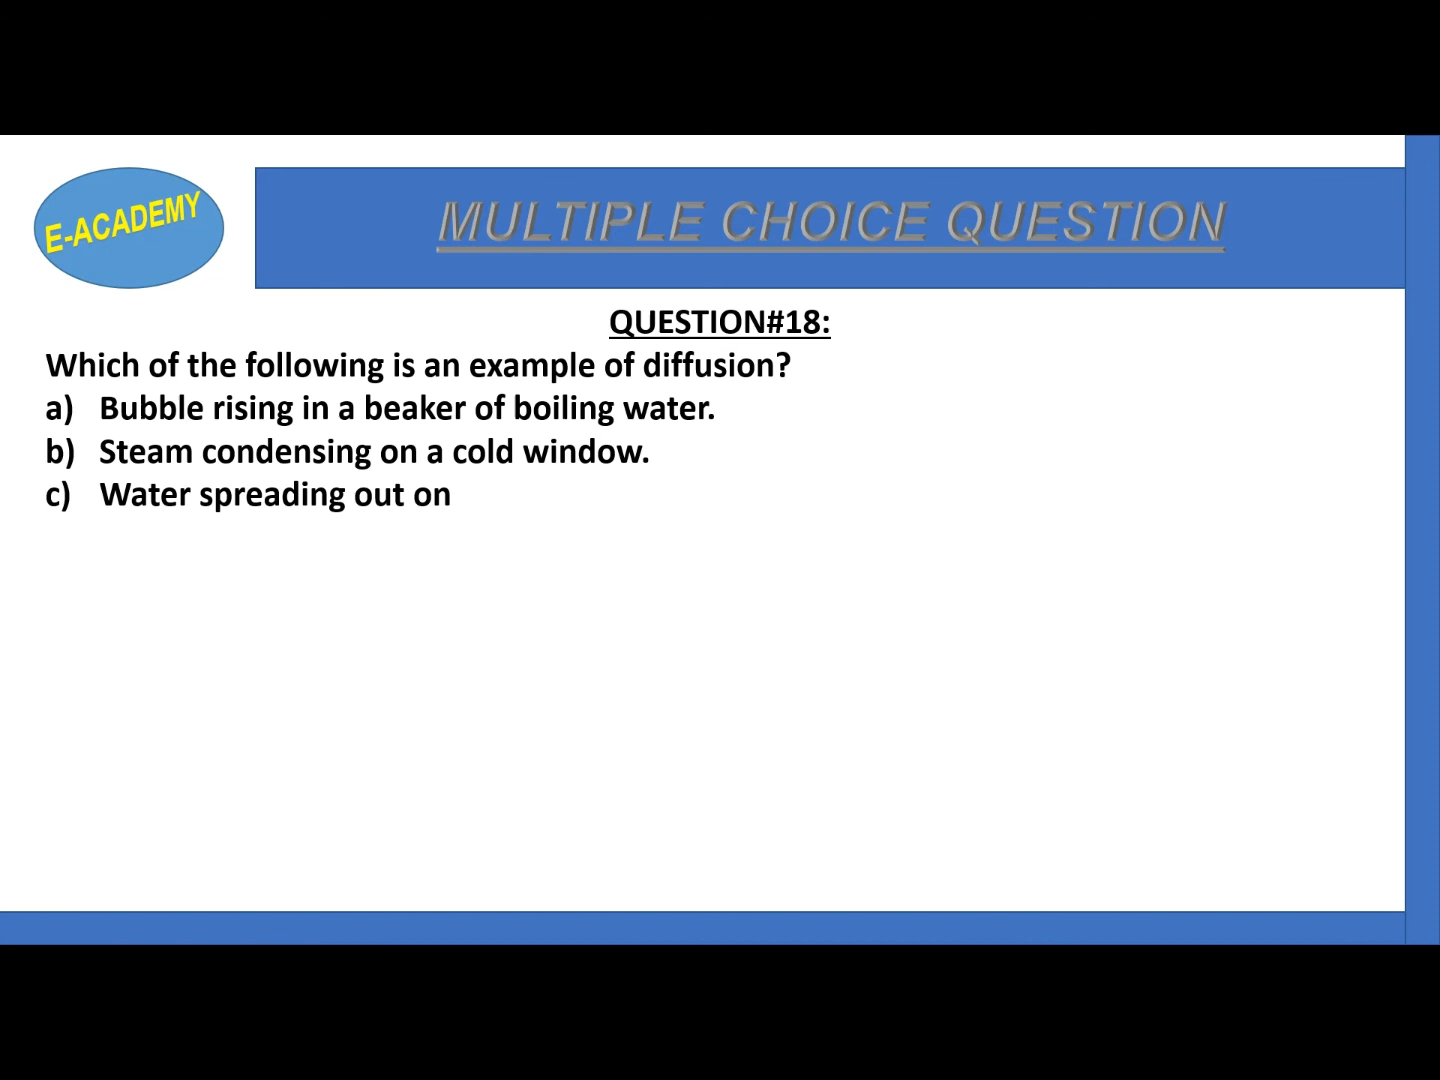 E-ACADEMY
MULTIPLE CHOICE QUESTION
QUESTION#18:
Which of the following is an example of diffusion?
a) Bubble rising in a beaker of boiling water.
b) Steam condensing on a cold window.
c) Water spreading out on